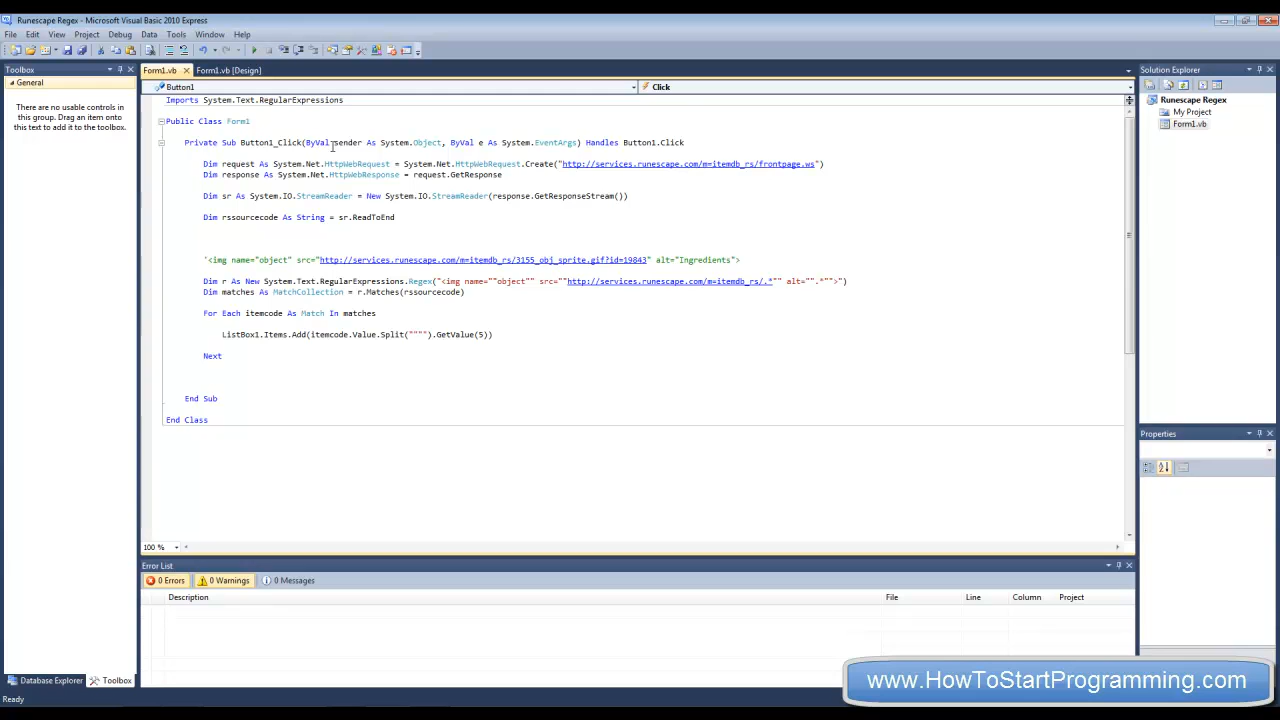 Runescape Regex - Microsoft Visual Basic 2010 Express
File Edit View Project Debug Data Tools Window Help
Toolbox
General
There are no usable controls in
this group. Drag an item onto
this text to add it to the toolbox.
Database Explorer Toolbox
Form1.vb Form1.vb [Design]
Button1 Click
Imports System.Text.RegularExpressions
Public Class Form1
Private Sub Button1_Click(ByVal sender As System.Object, ByVal e As System.EventArgs) Handles Button1.Click
Dim request As System.Net.HttpWebRequest = System.Net.HttpWebRequest.Create("http://services.runescape.com/m=itemdb_rs/frontpage.ws")
Dim response As System.Net.HttpWebResponse = request.GetResponse
Dim sr As System.IO.StreamReader = New System.IO.StreamReader(response.GetResponseStream())
Dim rssourcecode As String = sr.ReadToEnd
'<img name="object" src="http://services.runescape.com/m=itemdb_rs/3155_obj_sprite.gif?id=19843" alt="Ingredients">
Dim r As New System.Text.RegularExpressions.Regex("<img name=""object"" src=""http://services.runescape.com/m=itemdb_rs/.*"" alt="".*"">")
Dim matches As MatchCollection = r.Matches(rssourcecode)
For Each itemcode As Match In matches
ListBox1.Items.Add(itemcode.Value.Split("""").GetValue(5))
Next
End Sub
End Class
100 %
Error List
0 Errors 0 Warnings 0 Messages
Description File Line Column Project
Solution Explorer
Runescape Regex
My Project
Form1.vb
Properties
Ready
www.HowToStartProgramming.com